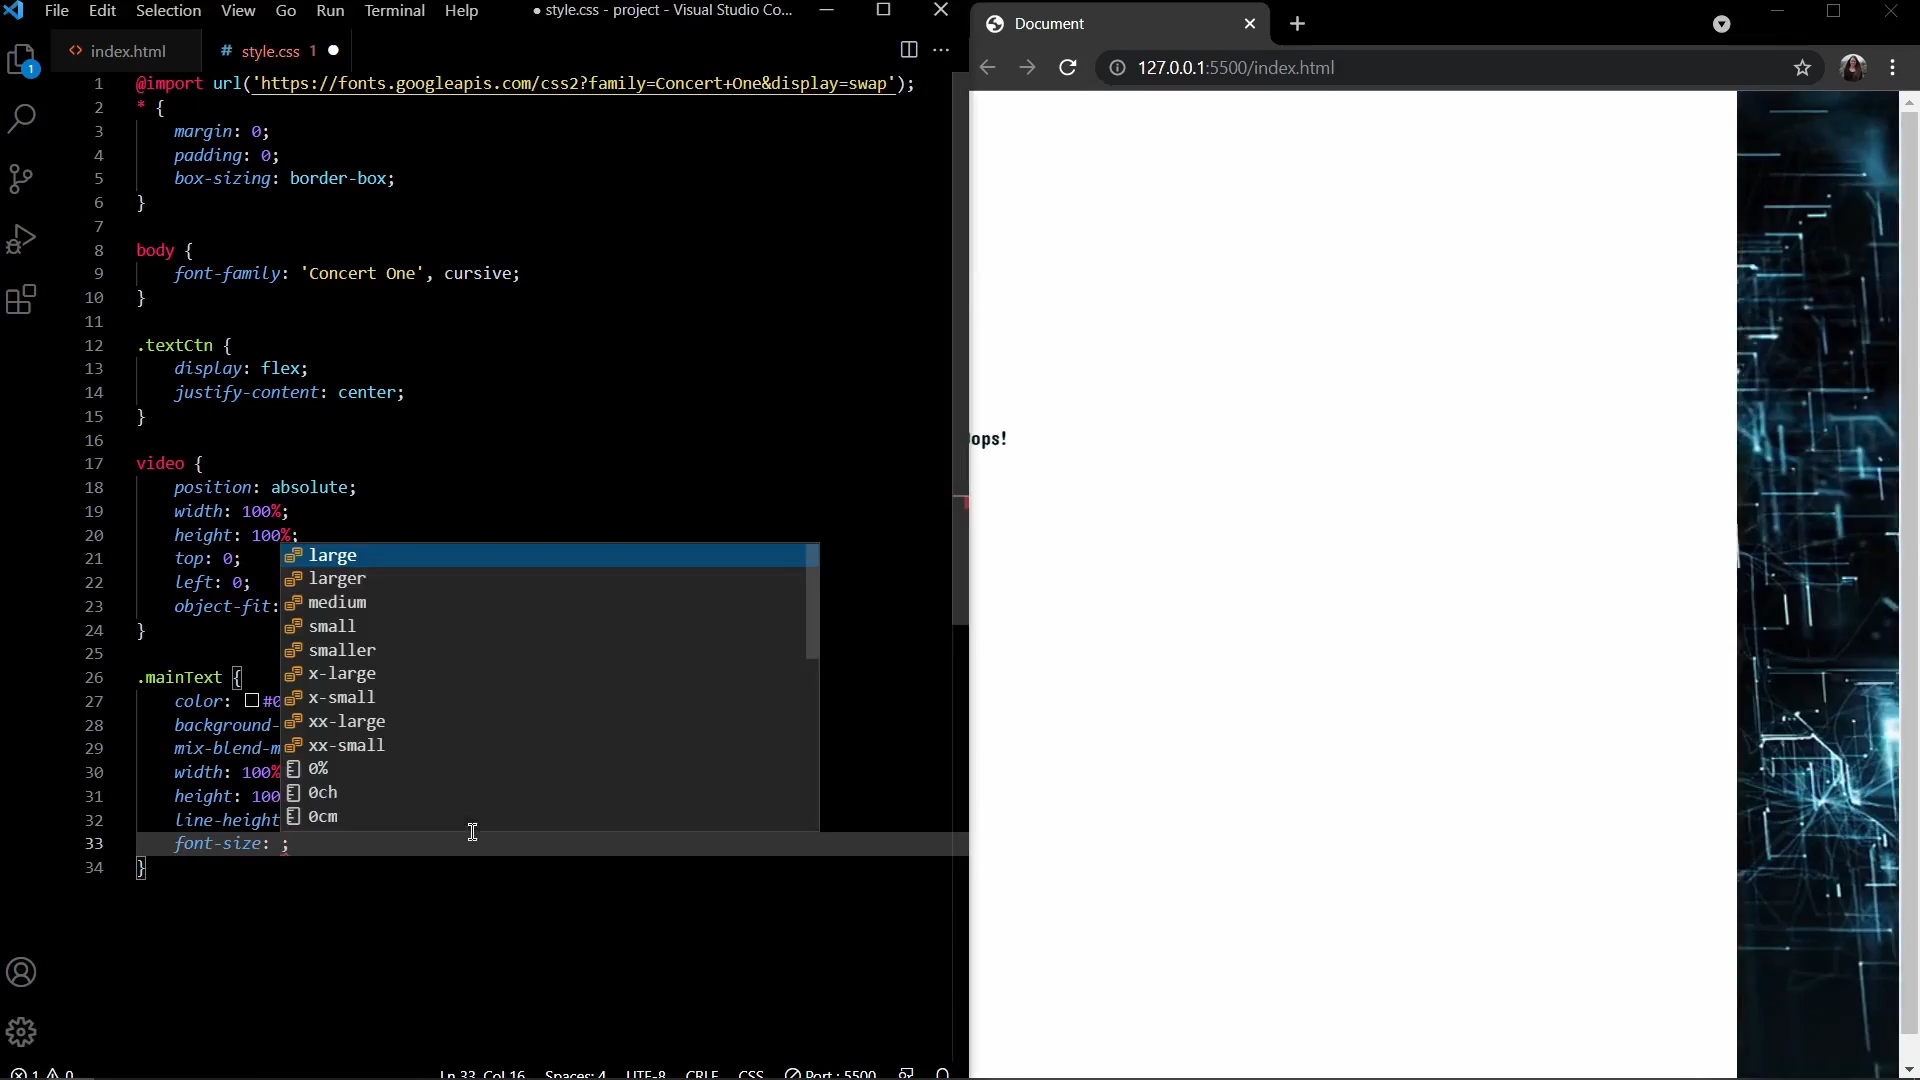 File Edit Selection View Go Run Terminal Help ● style.css - project - Visual Studio Co...
index.html
# style.css 1
Document
127.0.0.1:5500/index.html
1 @import url('https://fonts.googleapis.com/css2?family=Concert+One&display=swap');
2 * {
3 margin: 0;
4 padding: 0;
5 box-sizing: border-box;
6 }
7
8 body {
9 font-family: 'Concert One', cursive;
10 }
11
12 .textCtn {
13 display: flex;
14 justify-content: center;
15 }
16
17 video {
18 position: absolute;
19 width: 100%;
20 height: 100%;
21 top: 0;
22 left: 0;
23 object-fit:
24 }
25
26 .mainText {
27 color: #0
28 background-
29 mix-blend-m
30 width: 100%
31 height: 100
32 line-height
33 font-size: ;
34 }
large
larger
medium
small
smaller
x-large
x-small
xx-large
xx-small
0%
0ch
0cm
oops!
1
1 0 Ln 33, Col 16 Spaces: 4 UTF-8 CRLF CSS Port : 5500